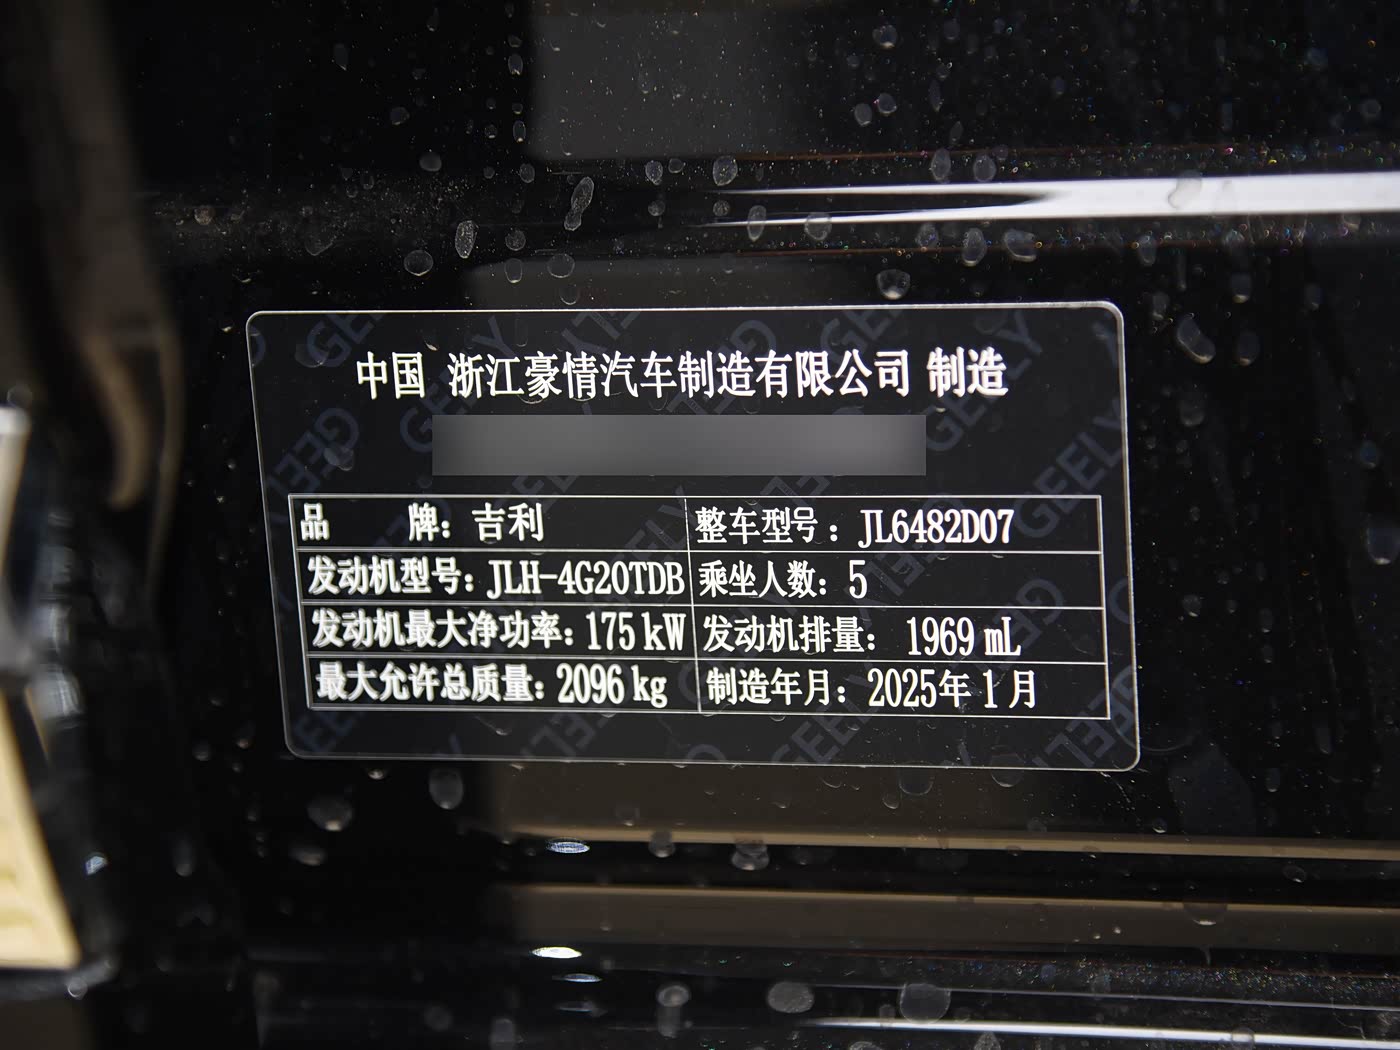 中国 浙江豪情汽车制造有限公司 制造
品 牌：吉利 整车型号：JL6482D07
发动机型号：JLH-4G20TDB 乘坐人数：5
发动机最大净功率：175 kW 发动机排量：1969 mL
最大允许总质量：2096 kg 制造年月：2025年1月